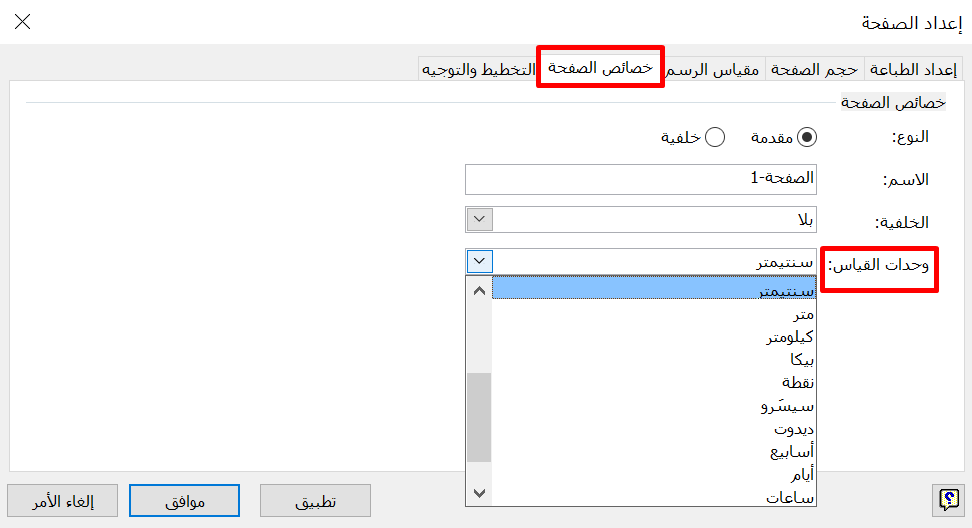 إعداد الصفحة
إعداد الطباعة حجم الصفحة مقياس الرسم خصائص الصفحة التخطيط والتوجيه
خصائص الصفحة
النوع: مقدمة خلفية
الاسم: الصفحة-1
الخلفية: بلا
وحدات القياس: سنتيمتر
سنتيمتر
متر
كيلومتر
بيكا
نقطة
سيسَرو
ديدوت
أسابيع
أيام
ساعات
تطبيق موافق إلغاء الأمر